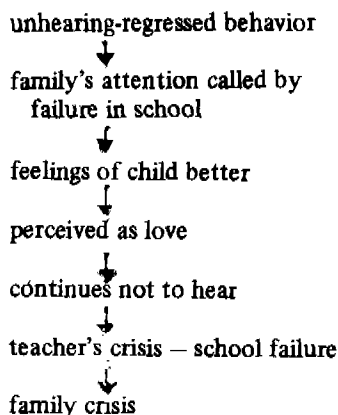 unhearing-regressed behavior
family's attention called by
failure in school
feelings of child better
perceived as love
continues not to hear
teacher's crisis – school failure
family crisis